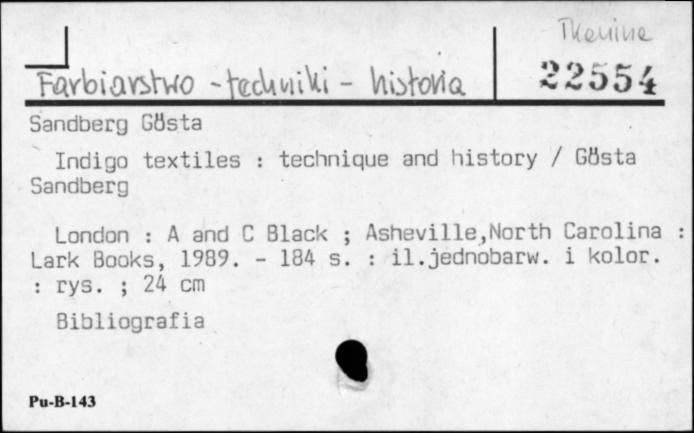 Tkanina
Farbiarstwo - techniki - historia
22554
Sandberg Gösta
Indigo textiles : technique and history / Gösta
Sandberg
London : A and C Black ; Asheville,North Carolina :
Lark Books, 1989. - 184 s. : il.jednobarw. i kolor.
: rys. ; 24 cm
Bibliografia
Pu-B-143